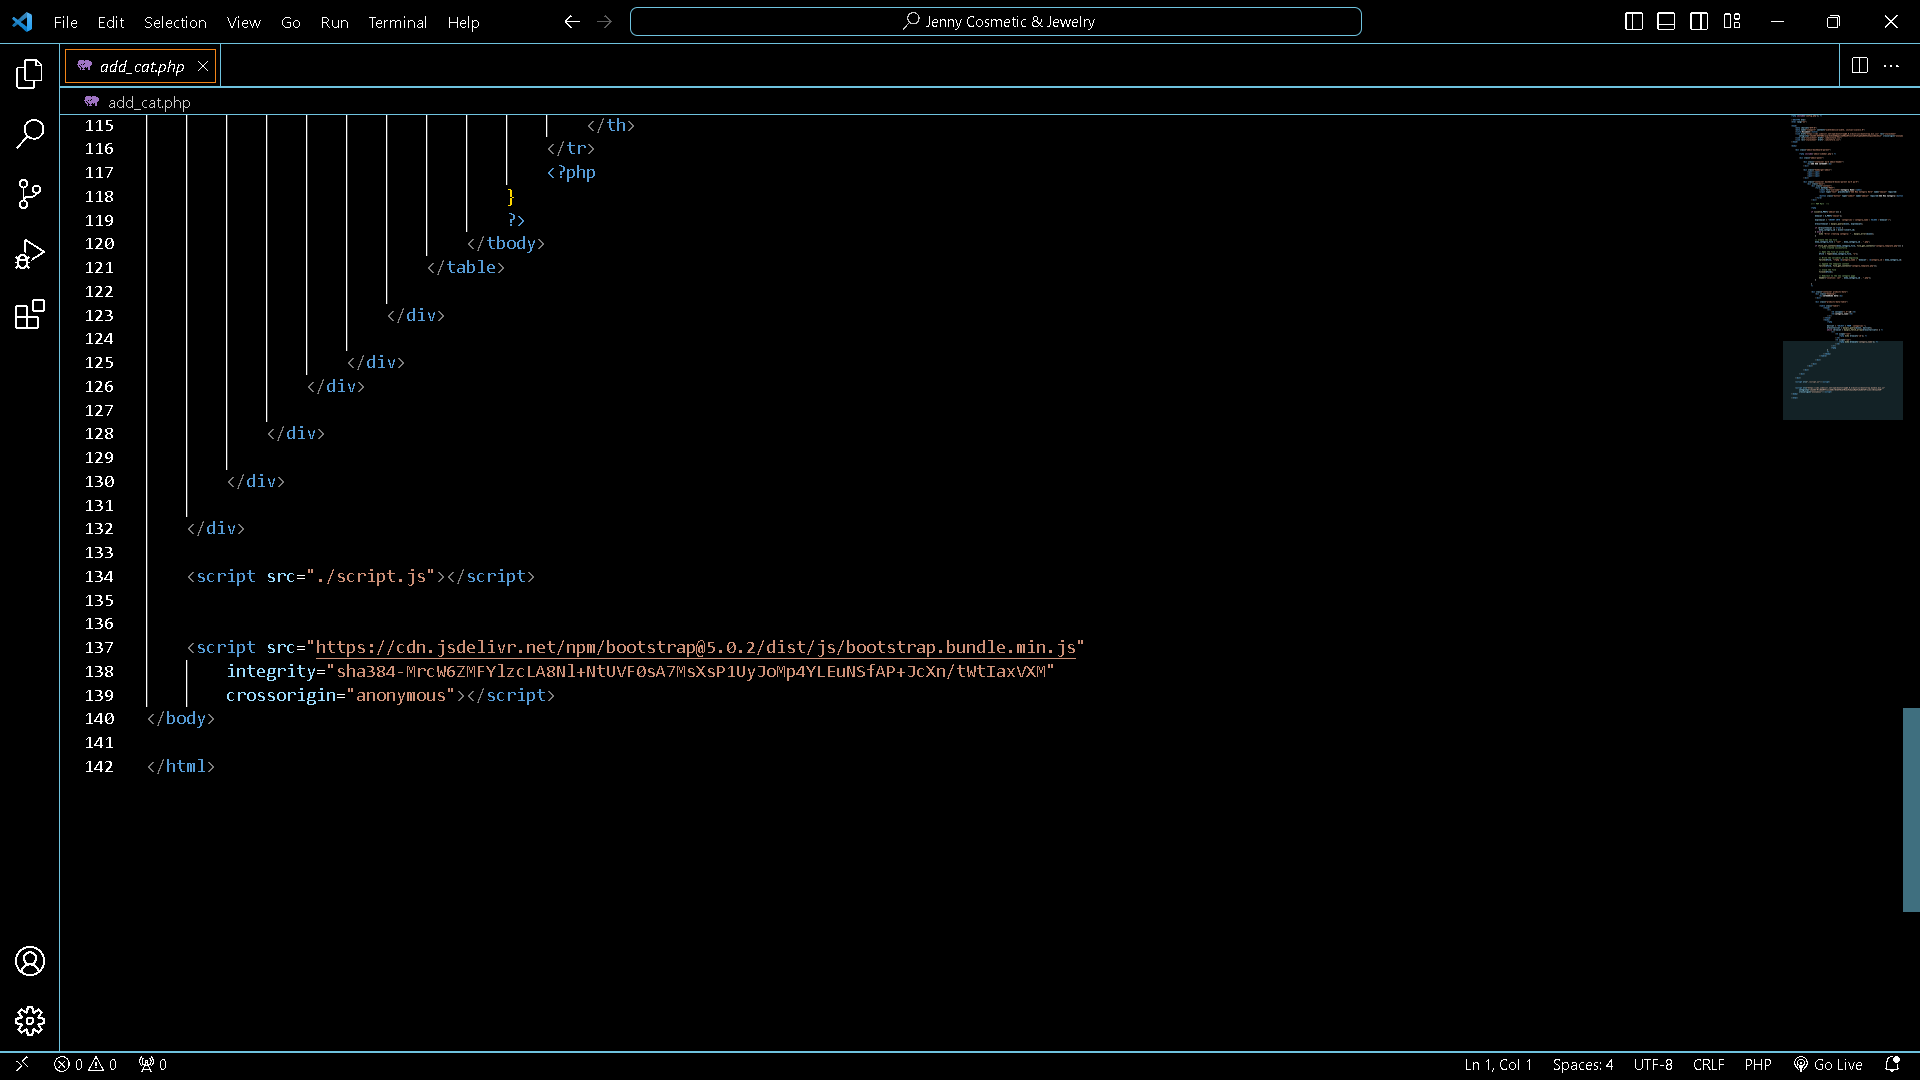 File Edit Selection View Go Run Terminal Help
Jenny Cosmetic & Jewelry
add_cat.php
add_cat.php
115 </th>
116 </tr>
117 <?php
118 }
119 ?>
120 </tbody>
121 </table>
122
123 </div>
124
125 </div>
126 </div>
127
128 </div>
129
130 </div>
131
132 </div>
133
134 <script src="./script.js"></script>
135
136
137 <script src="https://cdn.jsdelivr.net/npm/bootstrap@5.0.2/dist/js/bootstrap.bundle.min.js"
138 integrity="sha384-MrcW6ZMFYlzcLA8Nl+NtUVF0sA7MsXsP1UyJoMp4YLEuNSfAP+JcXn/tWtIaxVXM"
139 crossorigin="anonymous"></script>
140 </body>
141
142 </html>
0 0 0 Ln 1, Col 1 Spaces: 4 UTF-8 CRLF PHP Go Live